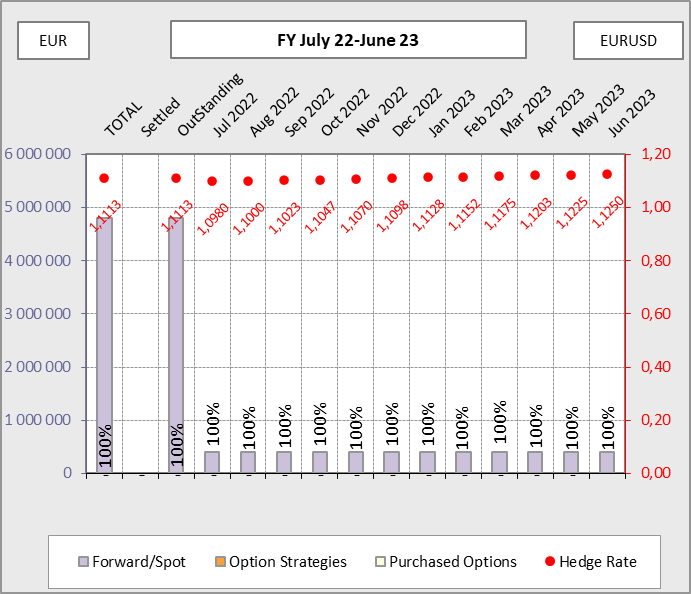 EUR
FY July 22-June 23
EURUSD
TOTAL
Settled
OutStanding
Jul 2022
Aug 2022
Sep 2022
Oct 2022
Nov 2022
Dec 2022
Jan 2023
Feb 2023
Mar 2023
Apr 2023
May 2023
Jun 2023
6 000 000
5 000 000
4 000 000
3 000 000
2 000 000
1 000 000
0
1,20
1,00
0,80
0,60
0,40
0,20
0,00
1,1113
1,1113
1,0980
1,1000
1,1023
1,1047
1,1070
1,1098
1,1128
1,1152
1,1175
1,1203
1,1225
1,1250
100%
100%
100%
100%
100%
100%
100%
100%
100%
100%
100%
100%
100%
100%
Forward/Spot
Option Strategies
Purchased Options
Hedge Rate